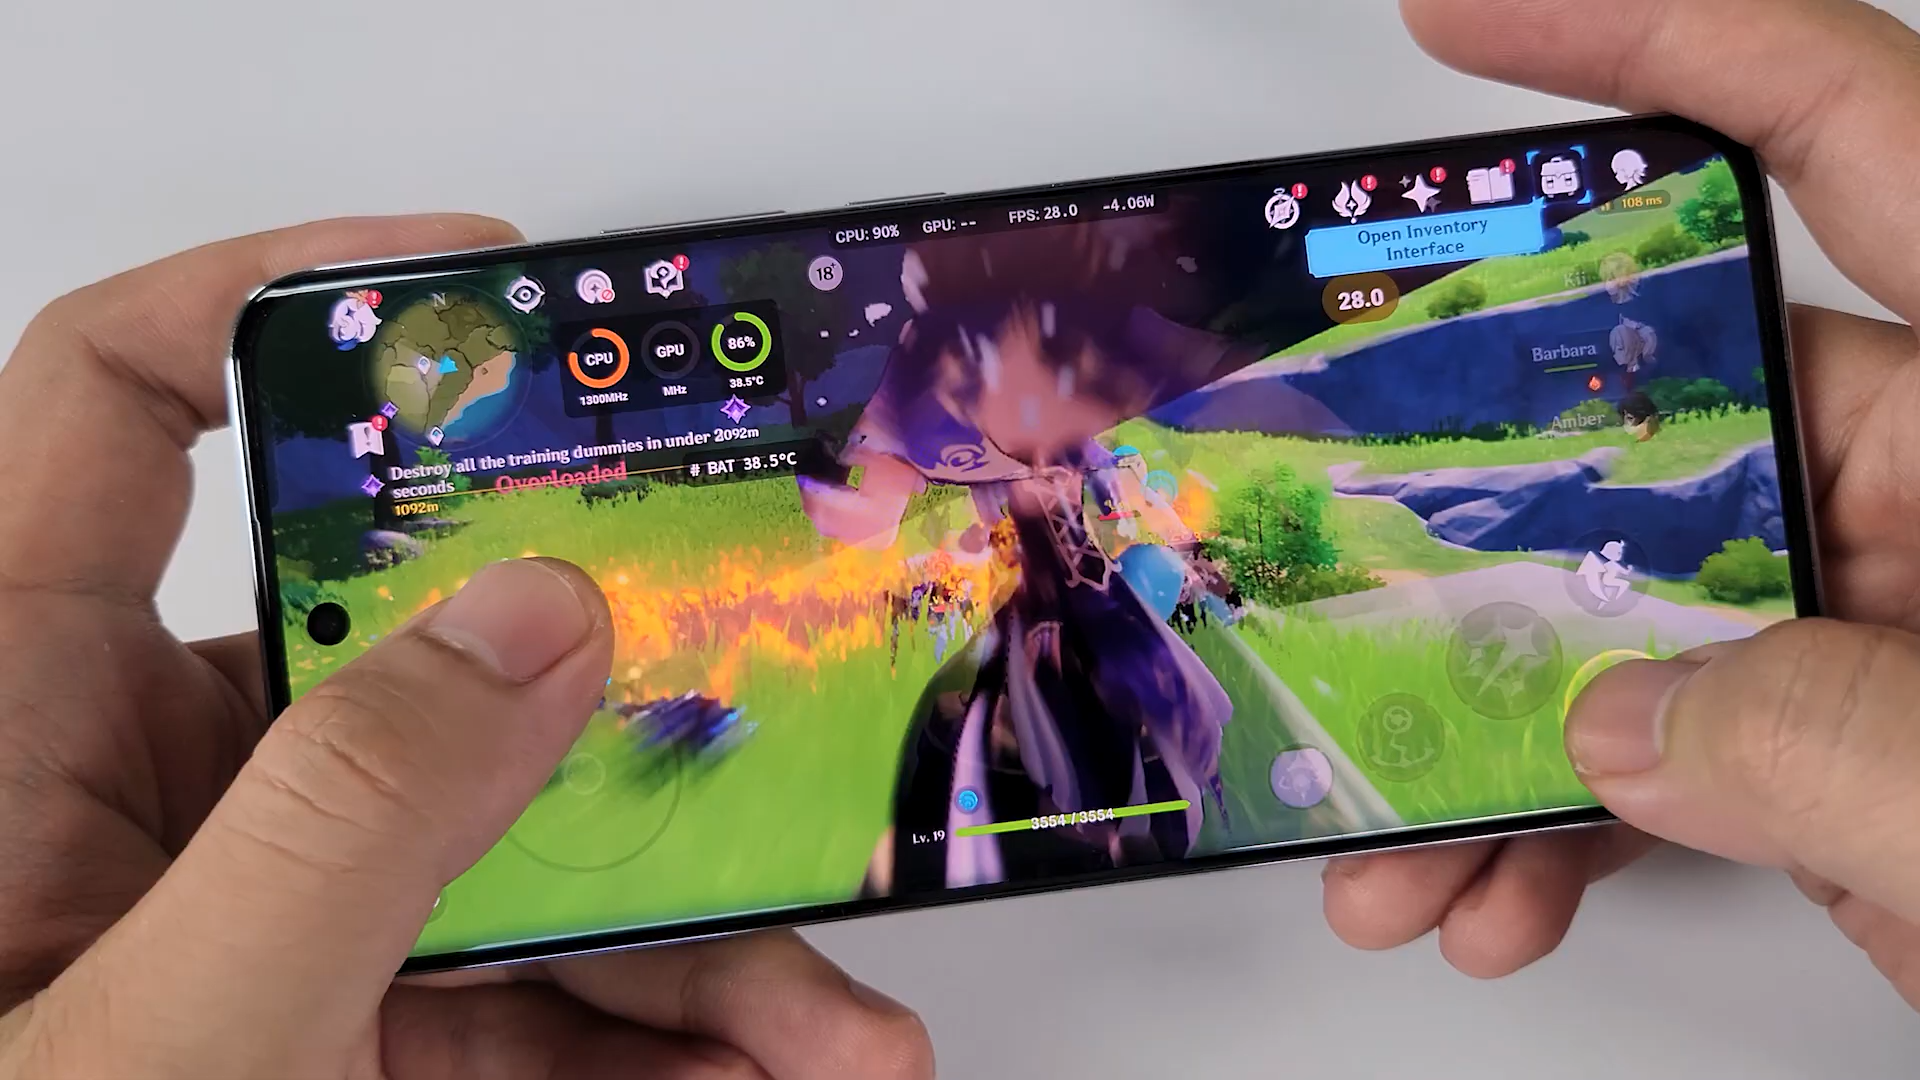 CPU: 90% GPU: -- FPS: 28.0 -4.06W
108 ms
Open Inventory
Interface
28.0
18+
N
CPU
GPU
86%
1300MHz
MHz
38.5°C
Kii
Barbara
Amber
Destroy all the training dummies in under 2092m
seconds
Overloaded
# BAT 38.5°C
1092m
Lv. 19
3554 / 3554